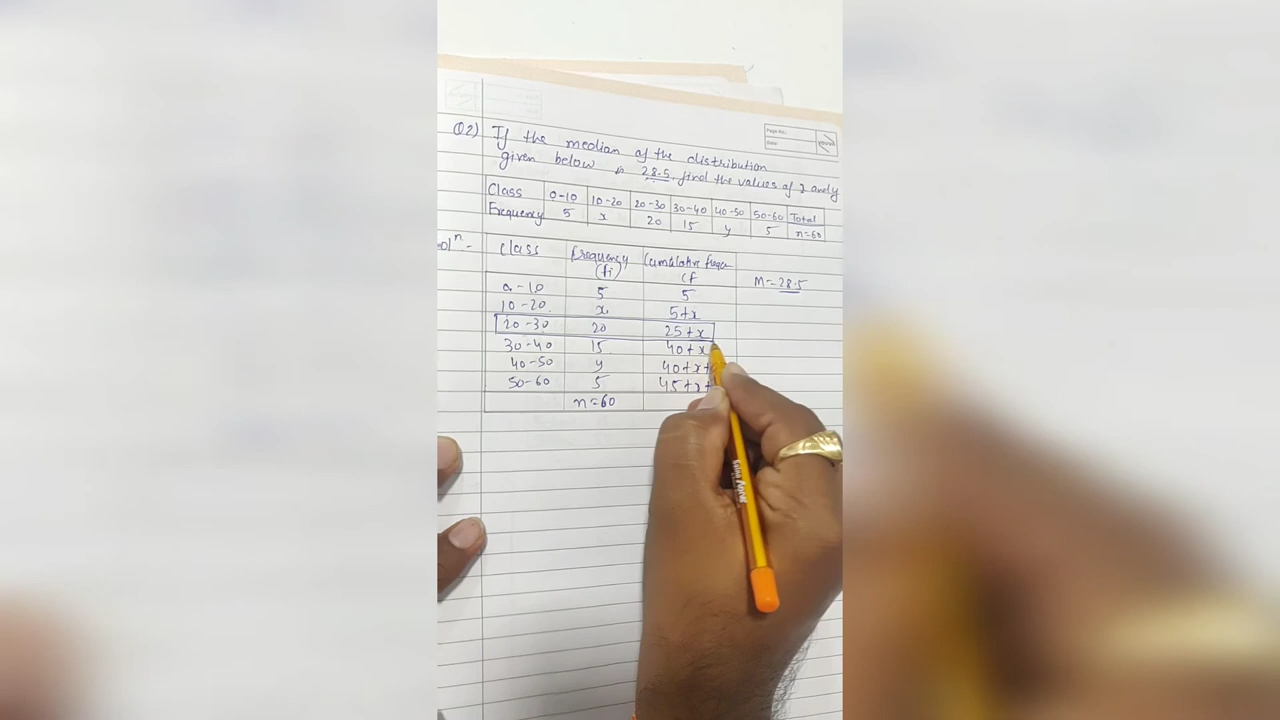 Page No.:
Date:
Q2) If the median of the distribution
given below is 28.5, find the values of x and y
Class 0-10 10-20 20-30 30-40 40-50 50-60 Total
Frequency 5 x 20 15 y 5 n=60
olⁿ- Class frequency (fi) Cumulative freque cf
M=28.5
0-10 5 5
10-20 x 5+x
20-30 20 25+x
30-40 15 40+x
40-50 y 40+x+
50-60 5 45+x+
n=60